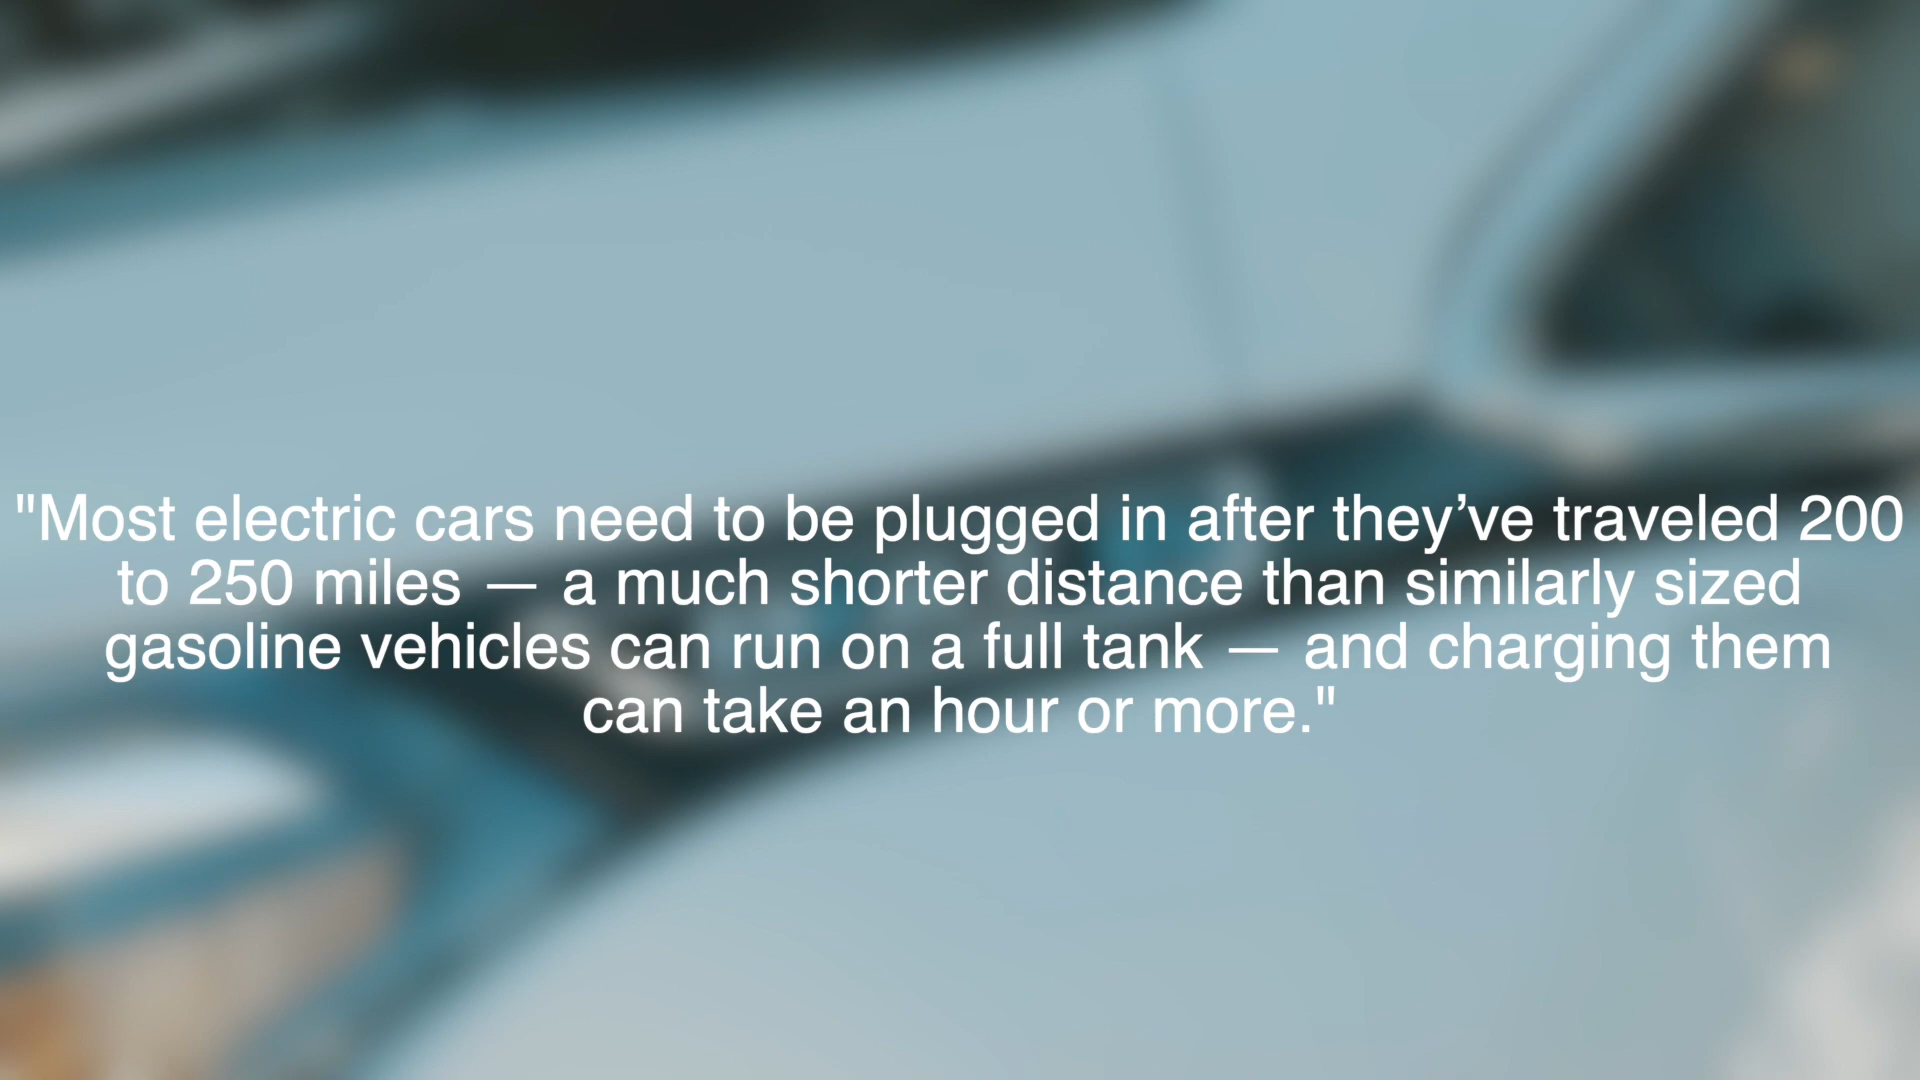 "Most electric cars need to be plugged in after they’ve traveled 200
to 250 miles — a much shorter distance than similarly sized
gasoline vehicles can run on a full tank — and charging them
can take an hour or more."